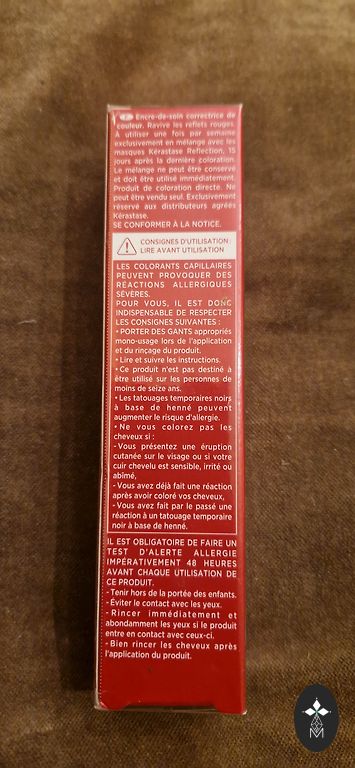 F Encre-de-soin correctrice de
couleur. Ravive les reflets rouges.
À utiliser une fois par semaine
exclusivement en mélange avec les
masques Kérastase Reflection, 15
jours après la dernière coloration.
Le mélange ne peut être conservé
et doit être utilisé immédiatement.
Produit de coloration directe. Ne
peut être vendu seul. Exclusivement
réservé aux distributeurs agréés
Kérastase.
SE CONFORMER À LA NOTICE.
CONSIGNES D'UTILISATION:
LIRE AVANT UTILISATION
LES COLORANTS CAPILLAIRES
PEUVENT PROVOQUER DES
RÉACTIONS ALLERGIQUES
SÉVÈRES.
POUR VOUS, IL EST DONC
INDISPENSABLE DE RESPECTER
LES CONSIGNES SUIVANTES :
• PORTER DES GANTS appropriés
mono-usage lors de l'application
et du rinçage du produit.
• Lire et suivre les instructions.
• Ce produit n'est pas destiné à
être utilisé sur les personnes de
moins de seize ans.
• Les tatouages temporaires noirs
à base de henné peuvent
augmenter le risque d'allergie.
• Ne vous colorez pas les
cheveux si :
- Vous présentez une éruption
cutanée sur le visage ou si votre
cuir chevelu est sensible, irrité ou
abîmé,
- Vous avez déjà fait une réaction
après avoir coloré vos cheveux,
- Vous avez fait par le passé une
réaction à un tatouage temporaire
noir à base de henné.
IL EST OBLIGATOIRE DE FAIRE UN
TEST D'ALERTE ALLERGIE
IMPÉRATIVEMENT 48 HEURES
AVANT CHAQUE UTILISATION DE
CE PRODUIT.
- Tenir hors de la portée des enfants.
- Éviter le contact avec les yeux.
- Rincer immédiatement et
abondamment les yeux si le produit
entre en contact avec ceux-ci.
- Bien rincer les cheveux après
l'application du produit.
M